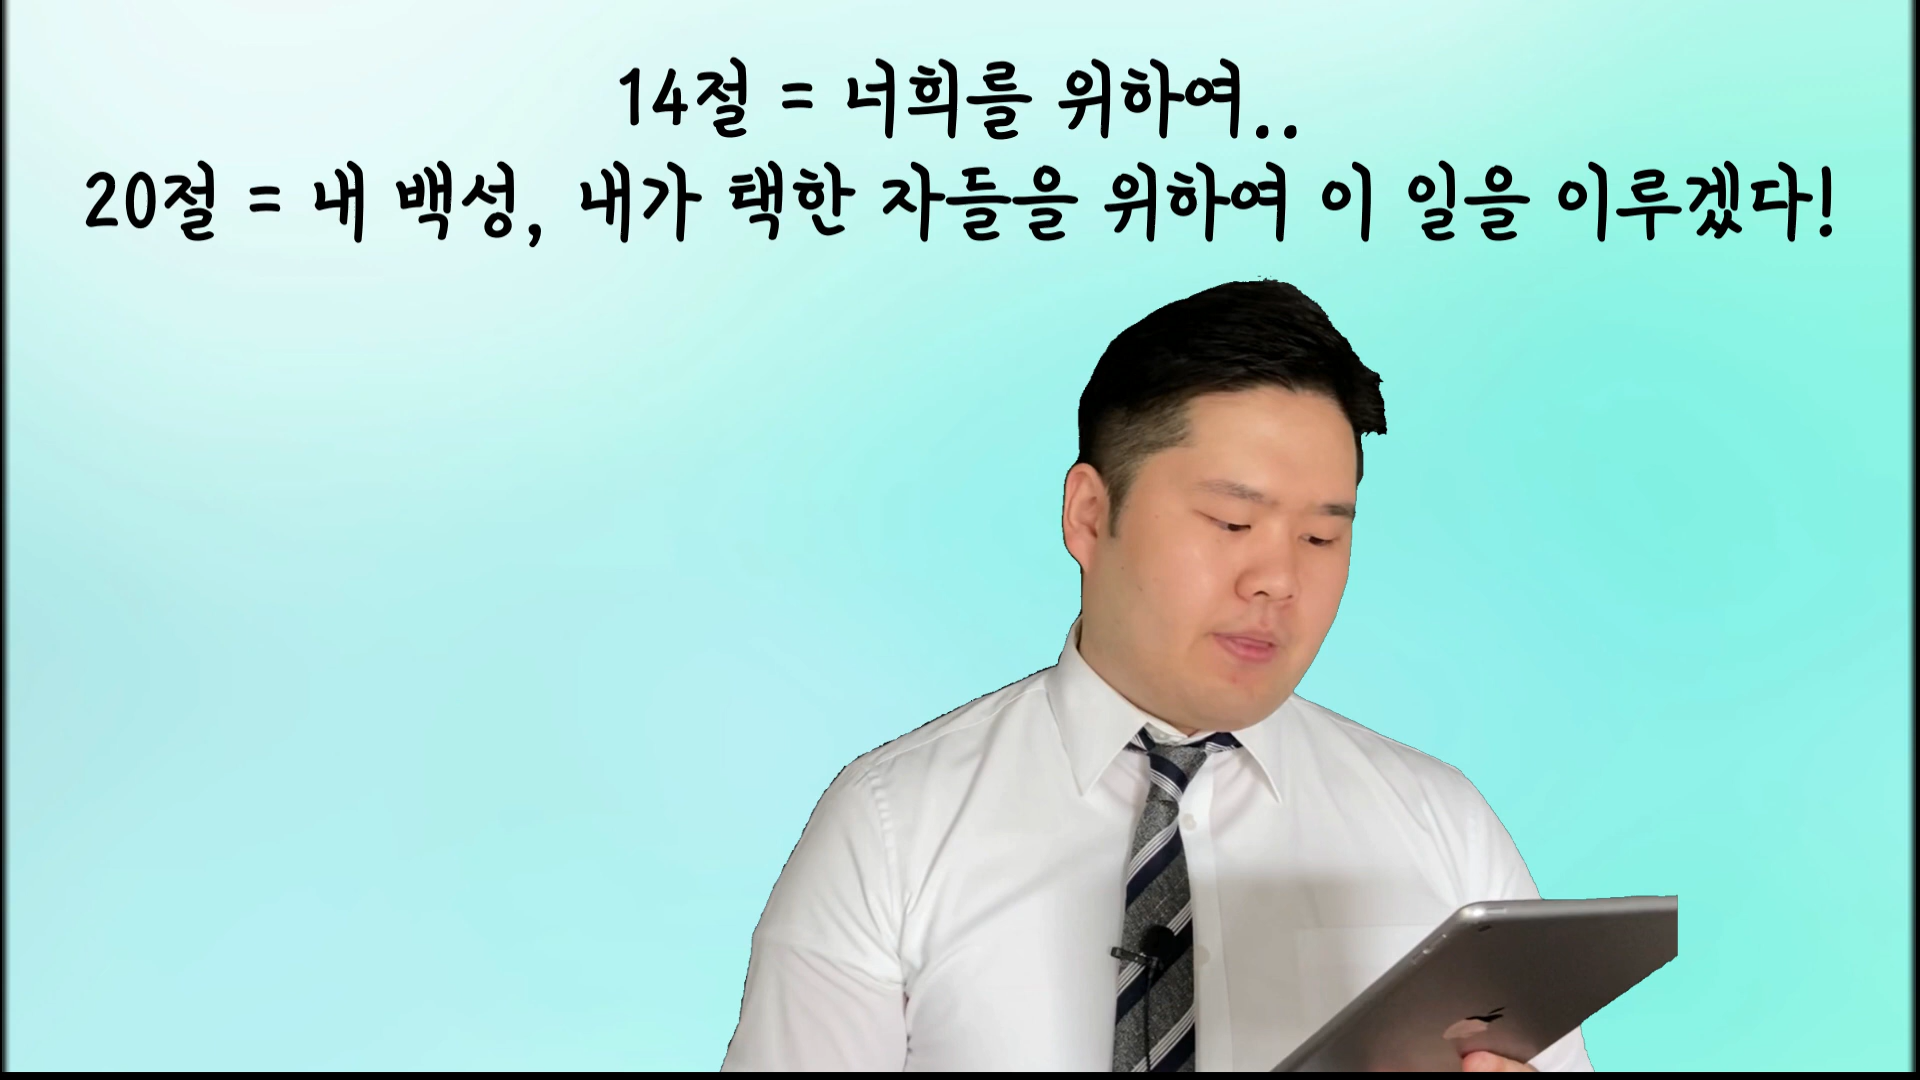 14절 = 너희를 위하여..
20절 = 내 백성, 내가 택한 자들을 위하여 이 일을 이루겠다!